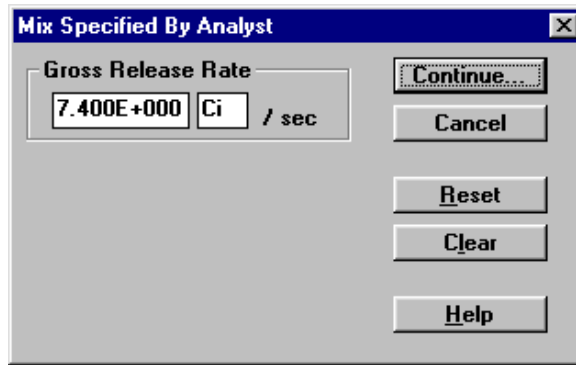 Mix Specified By Analyst
Gross Release Rate
7.400E+000 Ci / sec
Continue...
Cancel
Reset
Clear
Help